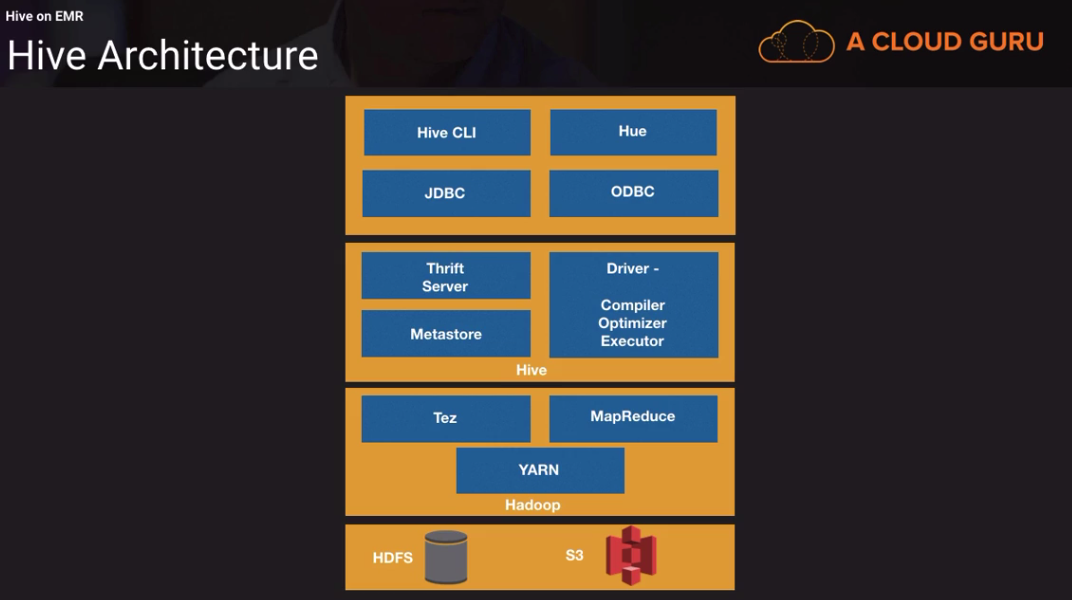 Hive on EMR
Hive Architecture
A CLOUD GURU
Hive CLI
Hue
JDBC
ODBC
Thrift
Server
Metastore
Driver -
Compiler
Optimizer
Executor
Hive
Tez
MapReduce
YARN
Hadoop
HDFS
S3